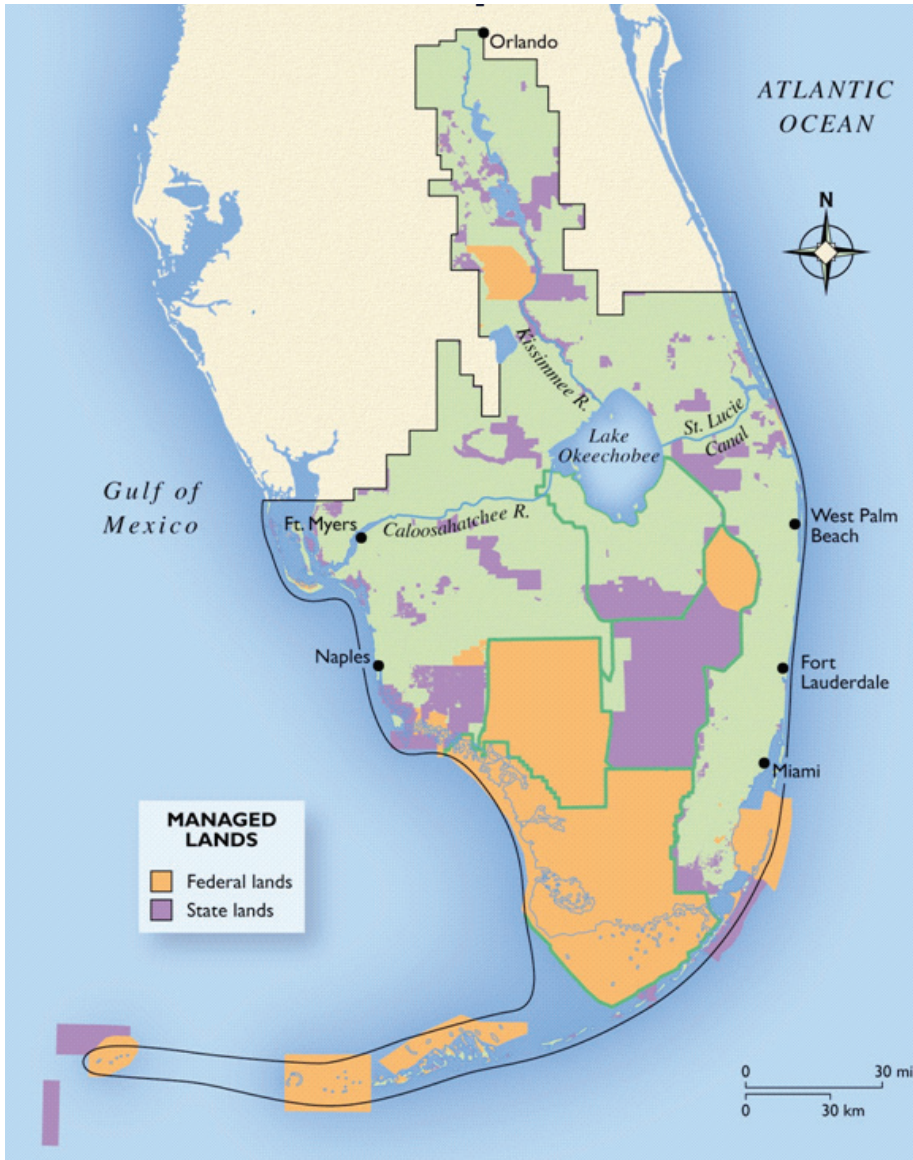 Orlando
ATLANTIC
OCEAN
N
Kissimmee R.
St. Lucie
Canal
Lake
Okeechobee
Gulf of
Mexico
Ft. Myers
Caloosahatchee R.
West Palm
Beach
Naples
Fort
Lauderdale
Miami
MANAGED
LANDS
Federal lands
State lands
0 30 mi
0 30 km